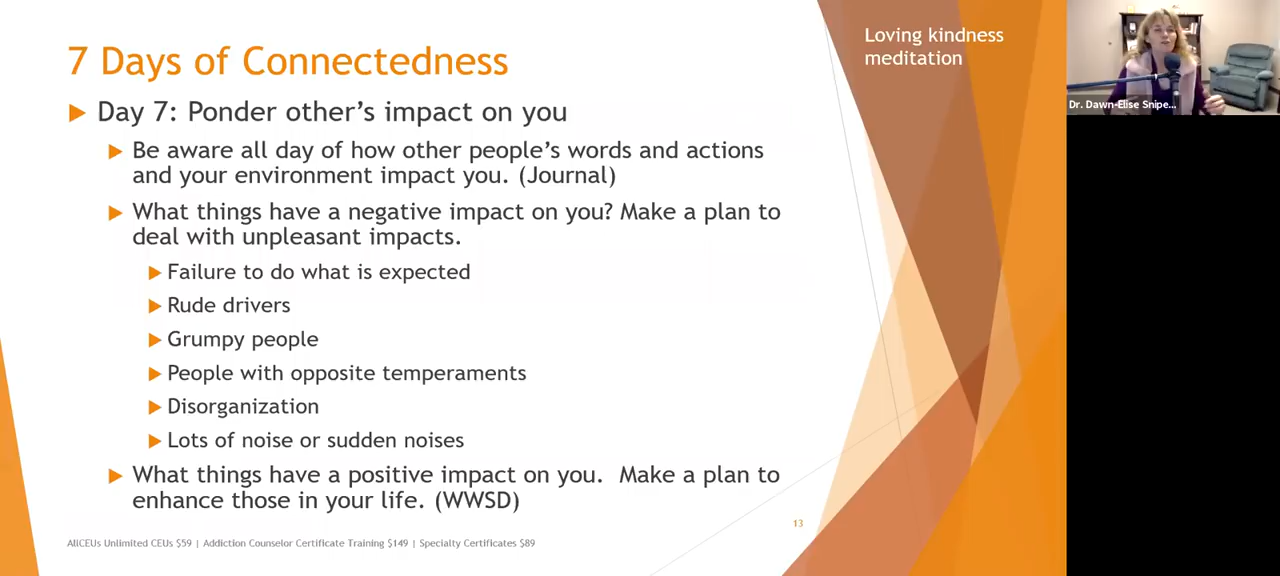 7 Days of Connectedness
Day 7: Ponder other’s impact on you
Be aware all day of how other people’s words and actions
and your environment impact you. (Journal)
What things have a negative impact on you? Make a plan to
deal with unpleasant impacts.
Failure to do what is expected
Rude drivers
Grumpy people
People with opposite temperaments
Disorganization
Lots of noise or sudden noises
What things have a positive impact on you.  Make a plan to
enhance those in your life. (WWSD)
13
AllCEUs Unlimited CEUs $59 | Addiction Counselor Certificate Training $149 | Specialty Certificates $89
Loving kindness
meditation
Dr. Dawn-Elise Snipe...